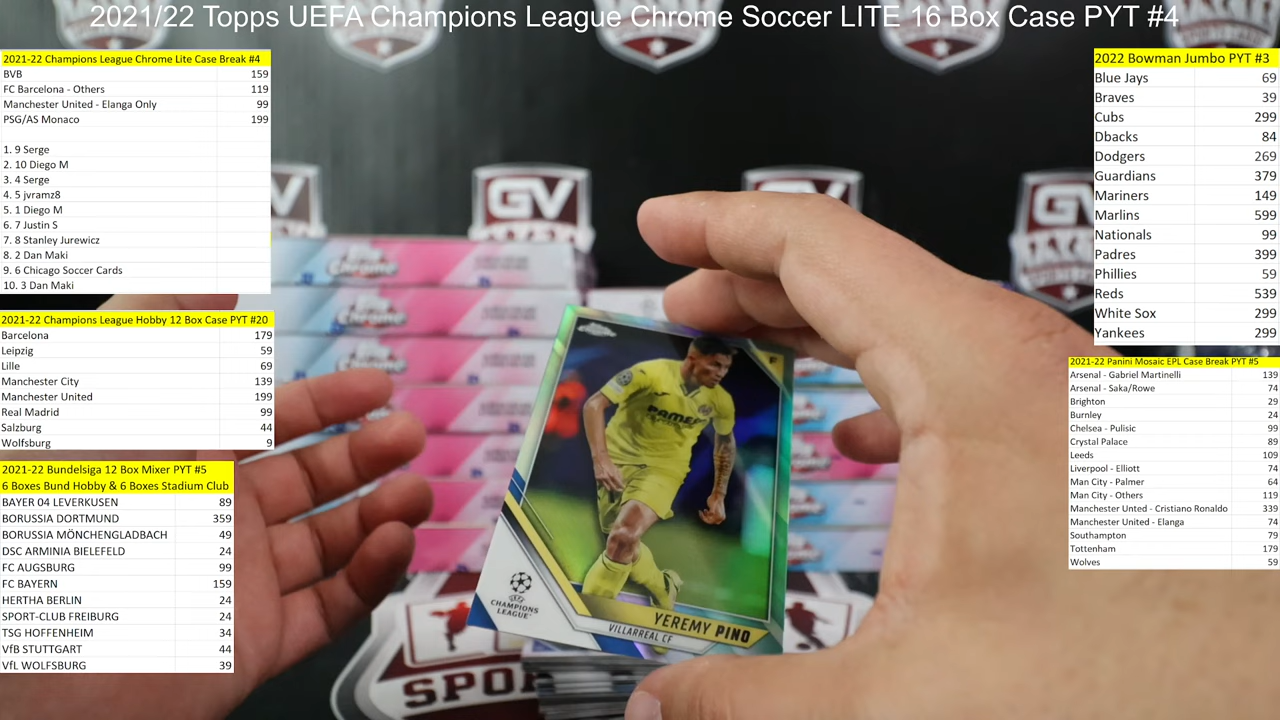 2021/22 Topps UEFA Champions League Chrome Soccer LITE 16 Box Case PYT #4
2021-22 Champions League Chrome Lite Case Break #4
BVB 159
FC Barcelona - Others 119
Manchester United - Elanga Only 99
PSG/AS Monaco 199
1. 9 Serge
2. 10 Diego M
3. 4 Serge
4. 5 jvramz8
5. 1 Diego M
6. 7 Justin S
7. 8 Stanley Jurewicz
8. 2 Dan Maki
9. 6 Chicago Soccer Cards
10. 3 Dan Maki
2021-22 Champions League Hobby 12 Box Case PYT #20
Barcelona 179
Leipzig 59
Lille 69
Manchester City 139
Manchester United 199
Real Madrid 99
Salzburg 44
Wolfsburg 9
2021-22 Bundelsiga 12 Box Mixer PYT #5
6 Boxes Bund Hobby & 6 Boxes Stadium Club
BAYER 04 LEVERKUSEN 89
BORUSSIA DORTMUND 359
BORUSSIA MÖNCHENGLADBACH 49
DSC ARMINIA BIELEFELD 24
FC AUGSBURG 99
FC BAYERN 159
HERTHA BERLIN 24
SPORT-CLUB FREIBURG 24
TSG HOFFENHEIM 34
VfB STUTTGART 44
VfL WOLFSBURG 39
2022 Bowman Jumbo PYT #3
Blue Jays 69
Braves 39
Cubs 299
Dbacks 84
Dodgers 269
Guardians 379
Mariners 149
Marlins 599
Nationals 99
Padres 399
Phillies 59
Reds 539
White Sox 299
Yankees 299
2021-22 Panini Mosaic EPL Case Break PYT #5
Arsenal - Gabriel Martinelli 139
Arsenal - Saka/Rowe 74
Brighton 29
Burnley 24
Chelsea - Pulisic 99
Crystal Palace 89
Leeds 109
Liverpool - Elliott 74
Man City - Palmer 64
Man City - Others 119
Manchester Unted - Cristiano Ronaldo 339
Manchester United - Elanga 74
Southampton 79
Tottenham 179
Wolves 59
GV
GV
Chrome
Chrome
Chrome
PAMESA
UEFA
CHAMPIONS
LEAGUE
YEREMY PINO
VILLARREAL CF
SPOR